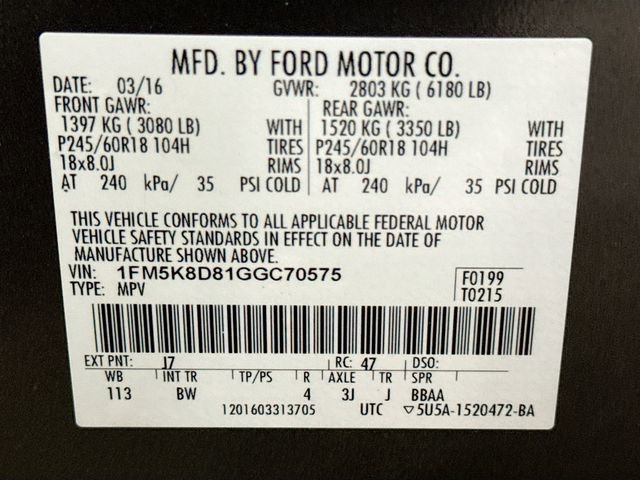 MFD. BY FORD MOTOR CO.
DATE: 03/16 GVWR: 2803 KG ( 6180 LB)
FRONT GAWR: REAR GAWR:
1397 KG ( 3080 LB) WITH 1520 KG ( 3350 LB) WITH
P245/60R18 104H TIRES P245/60R18 104H TIRES
18x8.0J RIMS 18x8.0J RIMS
AT 240 kPa/ 35 PSI COLD AT 240 kPa/ 35 PSI COLD
THIS VEHICLE CONFORMS TO ALL APPLICABLE FEDERAL MOTOR
VEHICLE SAFETY STANDARDS IN EFFECT ON THE DATE OF
MANUFACTURE SHOWN ABOVE.
VIN: 1FM5K8D81GGC70575 F0199
TYPE: MPV T0215
EXT PNT: J7 RC: 47 DSO:
WB INT TR TP/PS R AXLE TR SPR
113 BW 4 3J J BBAA
1201603313705 UTC ▽5U5A-1520472-BA